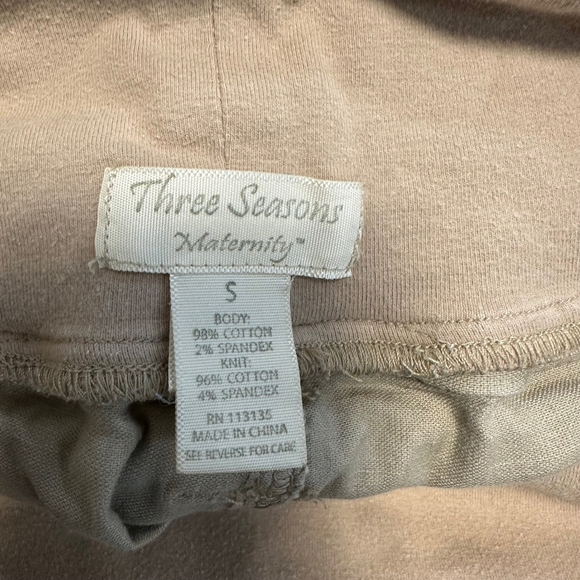 Three Seasons
Maternity™
S
BODY:
98% COTTON
2% SPANDEX
KNIT:
96% COTTON
4% SPANDEX
RN 113135
MADE IN CHINA
SEE REVERSE FOR CARE